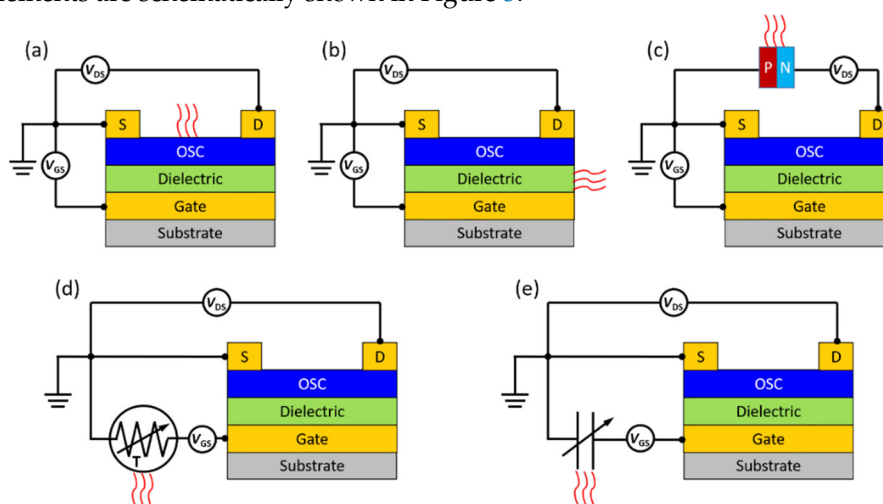 (a)
V_DS
S
D
OSC
V_GS
Dielectric
Gate
Substrate
(b)
V_DS
S
D
OSC
V_GS
Dielectric
Gate
Substrate
(c)
P N
V_DS
S
D
OSC
V_GS
Dielectric
Gate
Substrate
(d)
V_DS
S
D
OSC
Dielectric
T
V_GS
Gate
Substrate
(e)
V_DS
S
D
OSC
Dielectric
V_GS
Gate
Substrate